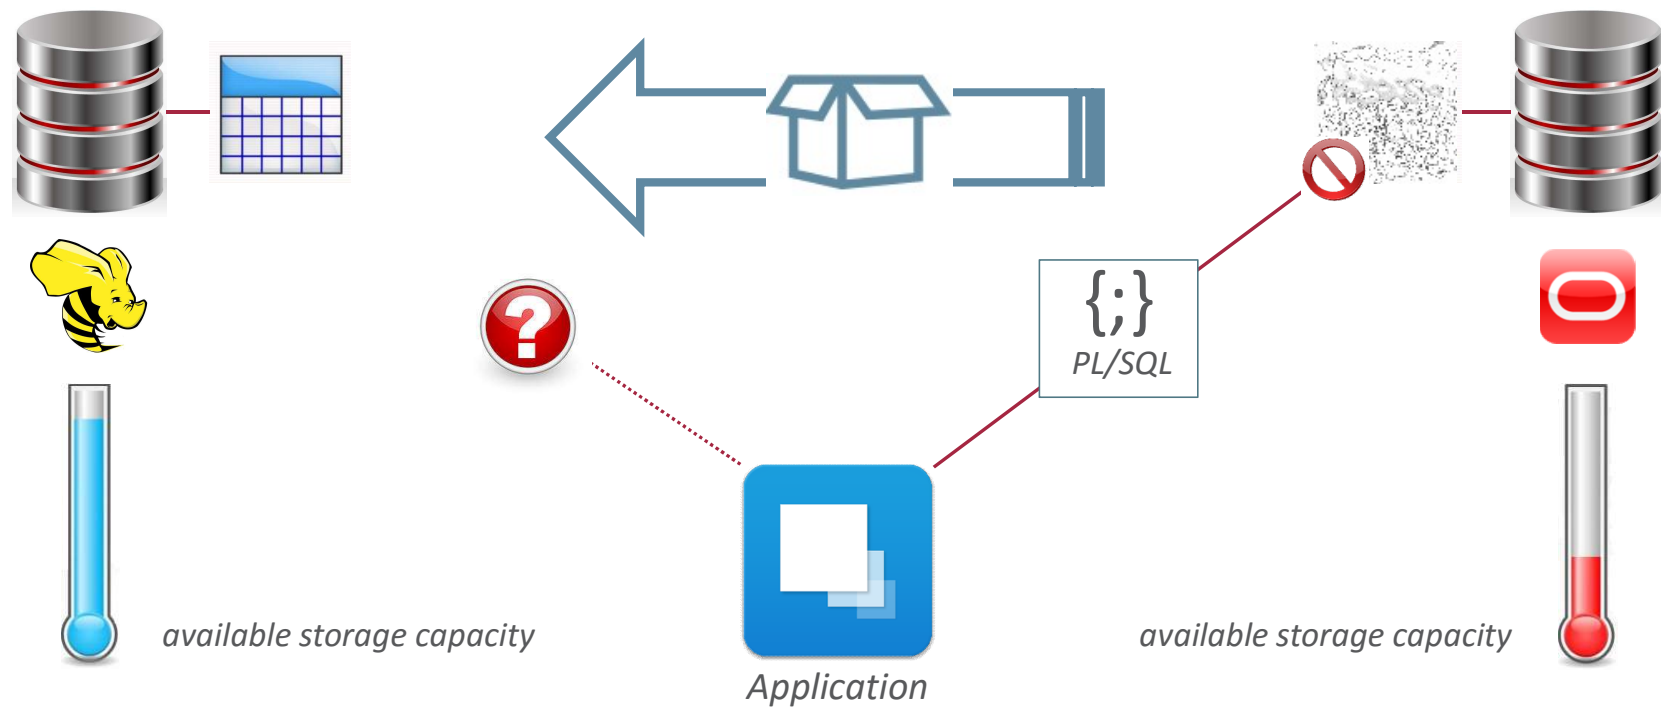 {;}
PL/SQL
available storage capacity
available storage capacity
Application